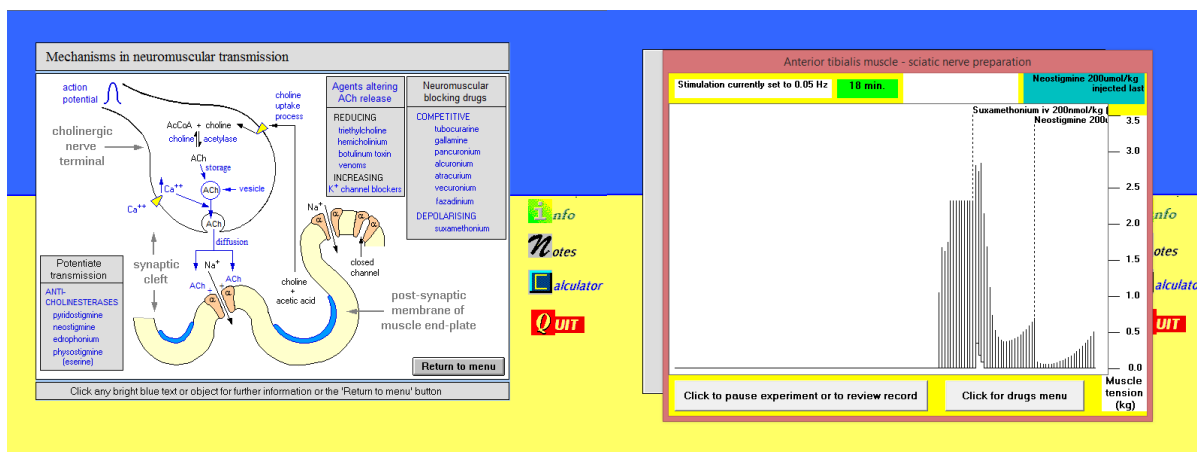 Mechanisms in neuromuscular transmission
action
potential
cholinergic
nerve
terminal
AcCoA + choline
choline acetylase
ACh
storage
Ca++
ACh
vesicle
Ca++
ACh
diffusion
synaptic
cleft
Na+
ACh
+
+
ACh
R
R
choline
uptake
process
choline
+
acetic acid
Na+
R
R
R
R
closed
channel
post-synaptic
membrane of
muscle end-plate
Agents altering
ACh release
REDUCING
triethylcholine
hemicholinium
botulinum toxin
venoms
INCREASING
K+ channel blockers
Neuromuscular
blocking drugs
COMPETITIVE
tubocurarine
gallamine
pancuronium
alcuronium
atracurium
vecuronium
fazadinium
DEPOLARISING
suxamethonium
Potentiate
transmission
ANTI-
CHOLINESTERASES
pyridostigmine
neostigmine
edrophonium
physostigmine
(eserine)
Return to menu
Click any bright blue text or object for further information or the 'Return to menu' button
info
Notes
Calculator
QUIT
Anterior tibialis muscle - sciatic nerve preparation
Stimulation currently set to 0.05 Hz
18 min.
Neostigmine 200umol/kg
injected last
Suxamethonium iv 200nmol/kg (
Neostigmine 200u
3.5
3.0
2.5
2.0
1.5
1.0
0.5
0.0
Muscle
tension
(kg)
Click to pause experiment or to review record
Click for drugs menu
nfo
otes
alculato
UIT